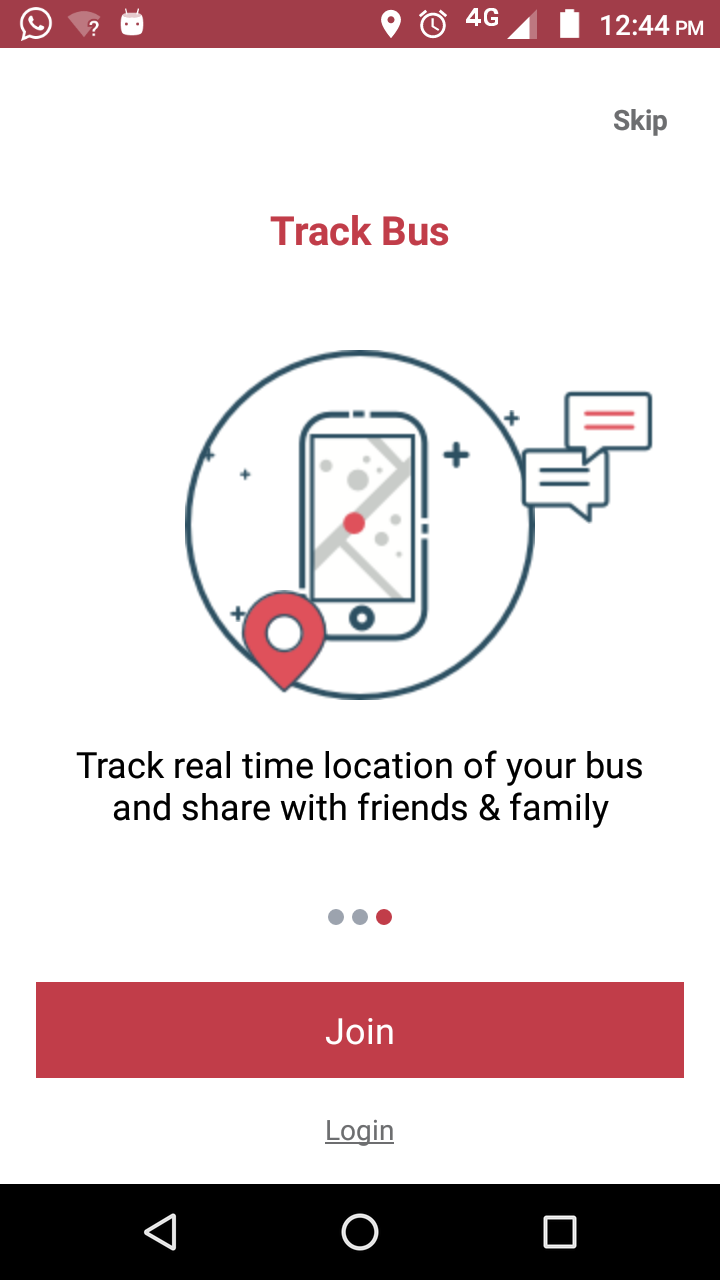 4G 12:44 PM
Skip
Track Bus
Track real time location of your bus
and share with friends & family
Join
Login